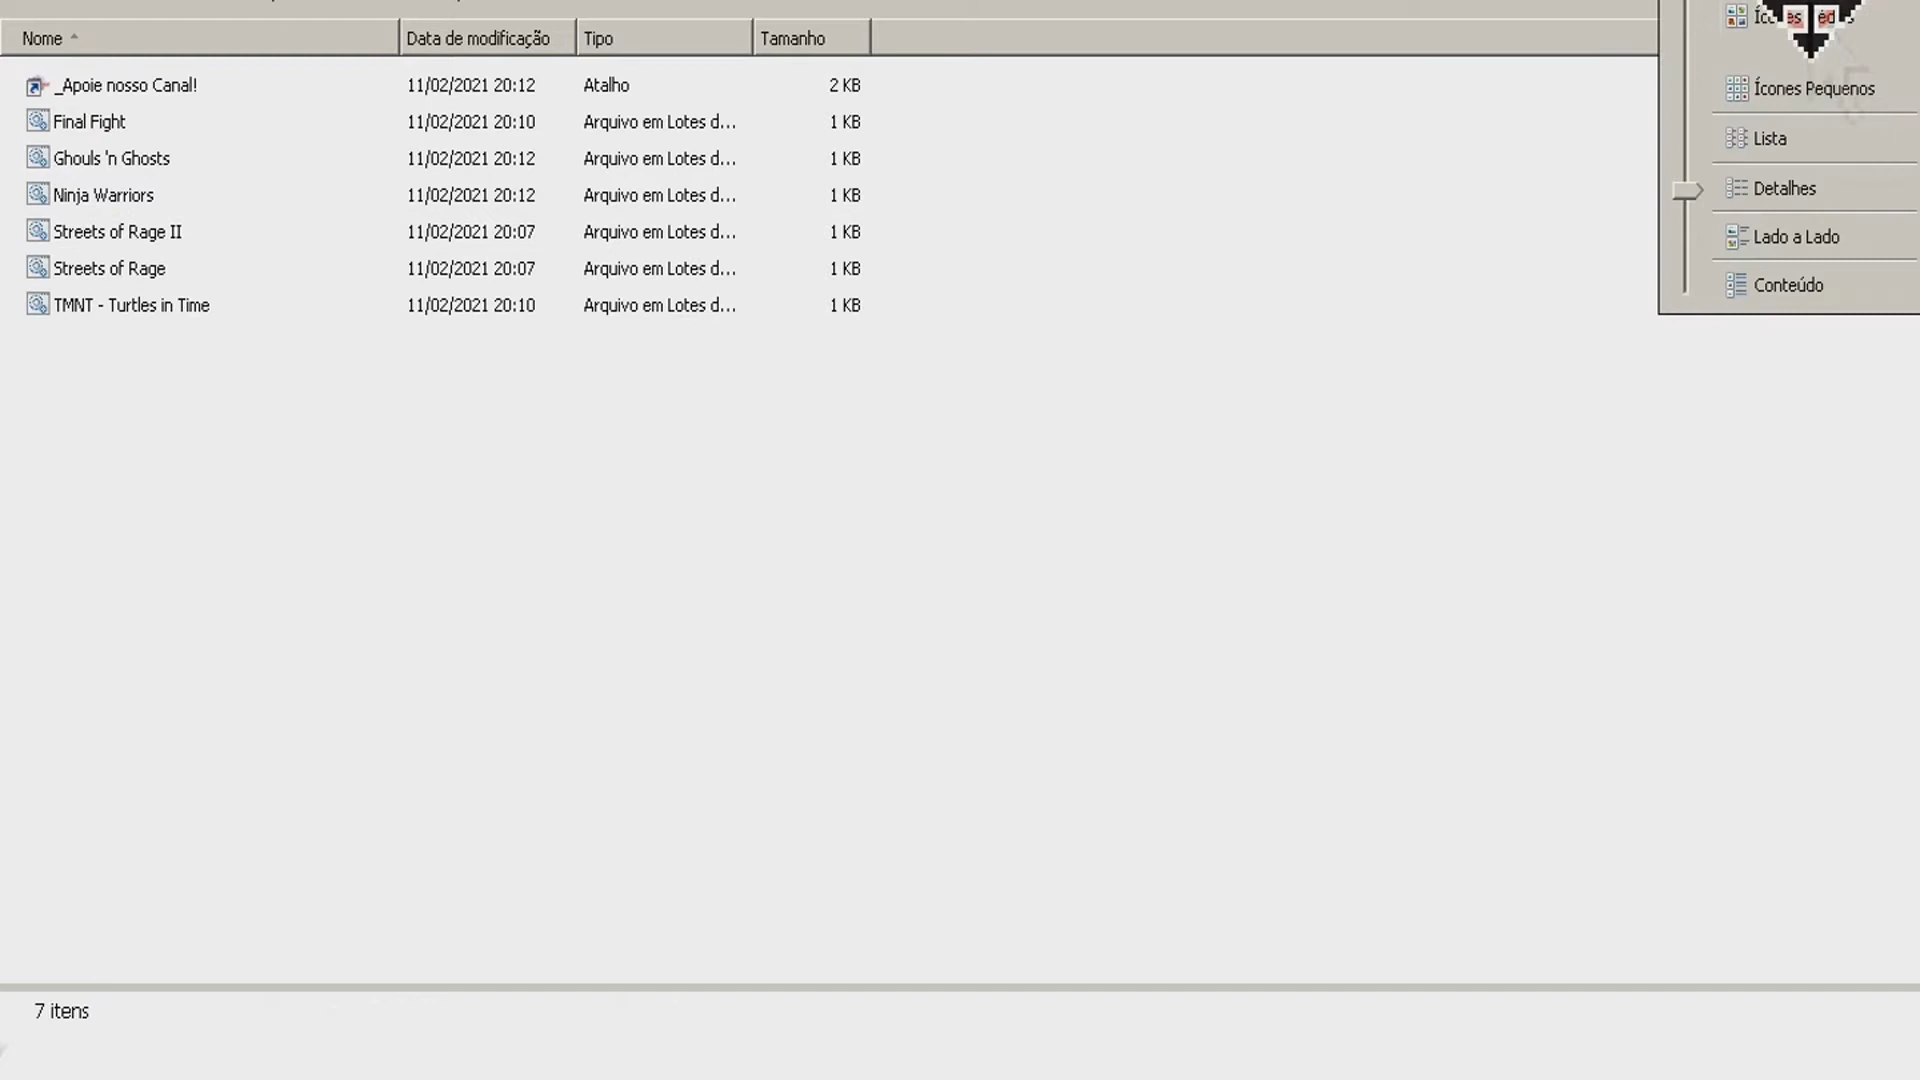 Nome
Data de modificação
Tipo
Tamanho
_Apoie nosso Canal! 11/02/2021 20:12 Atalho 2 KB
Final Fight 11/02/2021 20:10 Arquivo em Lotes d... 1 KB
Ghouls 'n Ghosts 11/02/2021 20:12 Arquivo em Lotes d... 1 KB
Ninja Warriors 11/02/2021 20:12 Arquivo em Lotes d... 1 KB
Streets of Rage II 11/02/2021 20:07 Arquivo em Lotes d... 1 KB
Streets of Rage 11/02/2021 20:07 Arquivo em Lotes d... 1 KB
TMNT - Turtles in Time 11/02/2021 20:10 Arquivo em Lotes d... 1 KB
Ícones Pequenos
Lista
Detalhes
Lado a Lado
Conteúdo
7 itens